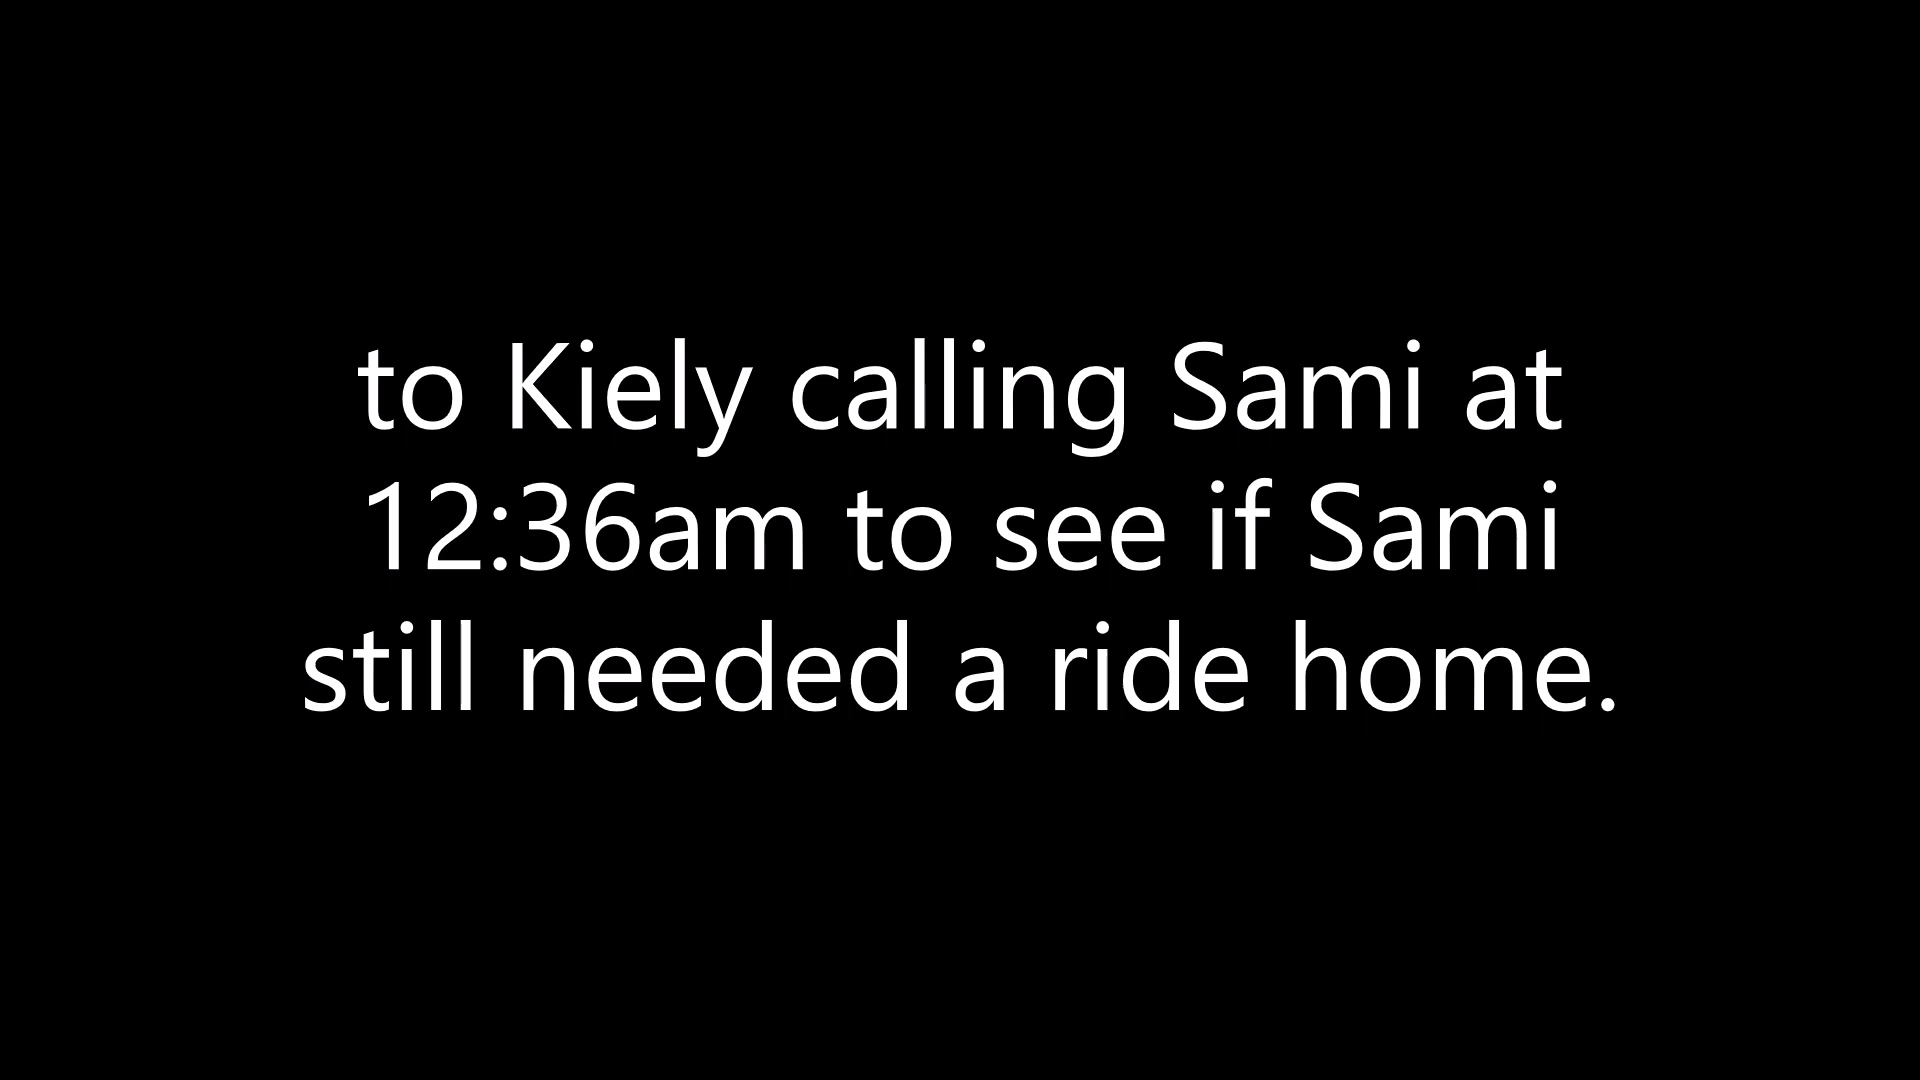 to Kiely calling Sami at
12:36am to see if Sami
still needed a ride home.